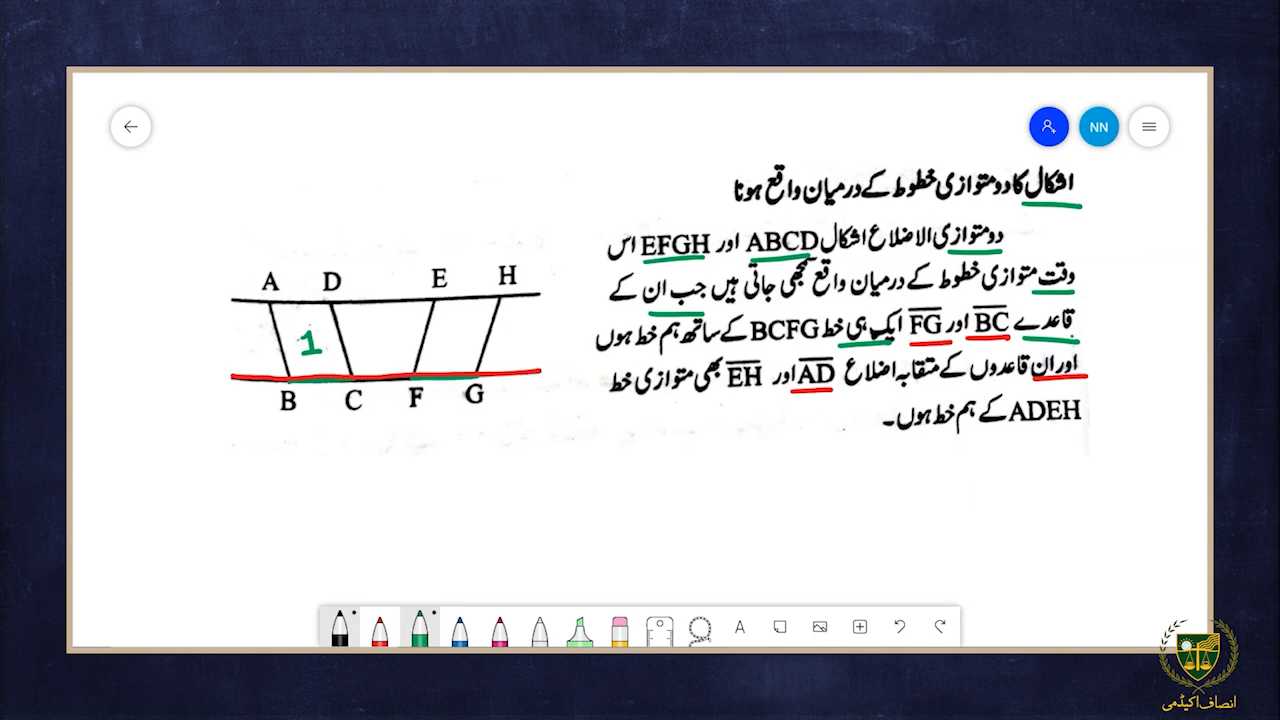 NN
اشکال کا دو متوازی خطوط کے درمیان واقع ہونا
دو متوازی الاضلاع اشکال ABCD اور EFGH اس
وقت متوازی خطوط کے درمیان واقع سمجھی جاتی ہیں جب ان کے
قاعدے BC اور FG ایک ہی خط BCFG کے ساتھ ہم خط ہوں
اور ان قاعدوں کے متقابہ اضلاع AD اور EH بھی متوازی خط
ADEH کے ہم خط ہوں۔
A D E H
1
B C F G
A
انصاف اکیڈمی